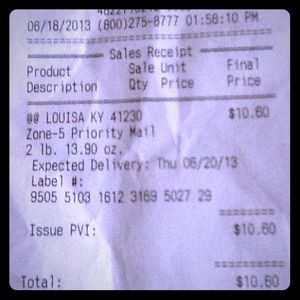 06/18/2013 (800)275-8777 01:58:10 PM
Sales Receipt
Product Sale Unit Final
Description Qty Price Price
@@ LOUISA KY 41230 $10.60
Zone-5 Priority Mail
2 lb. 13.90 oz.
Expected Delivery: Thu 06/20/13
Label #:
9505 5103 1612 3169 5027 29
Issue PVI: $10.60
Total: $10.60